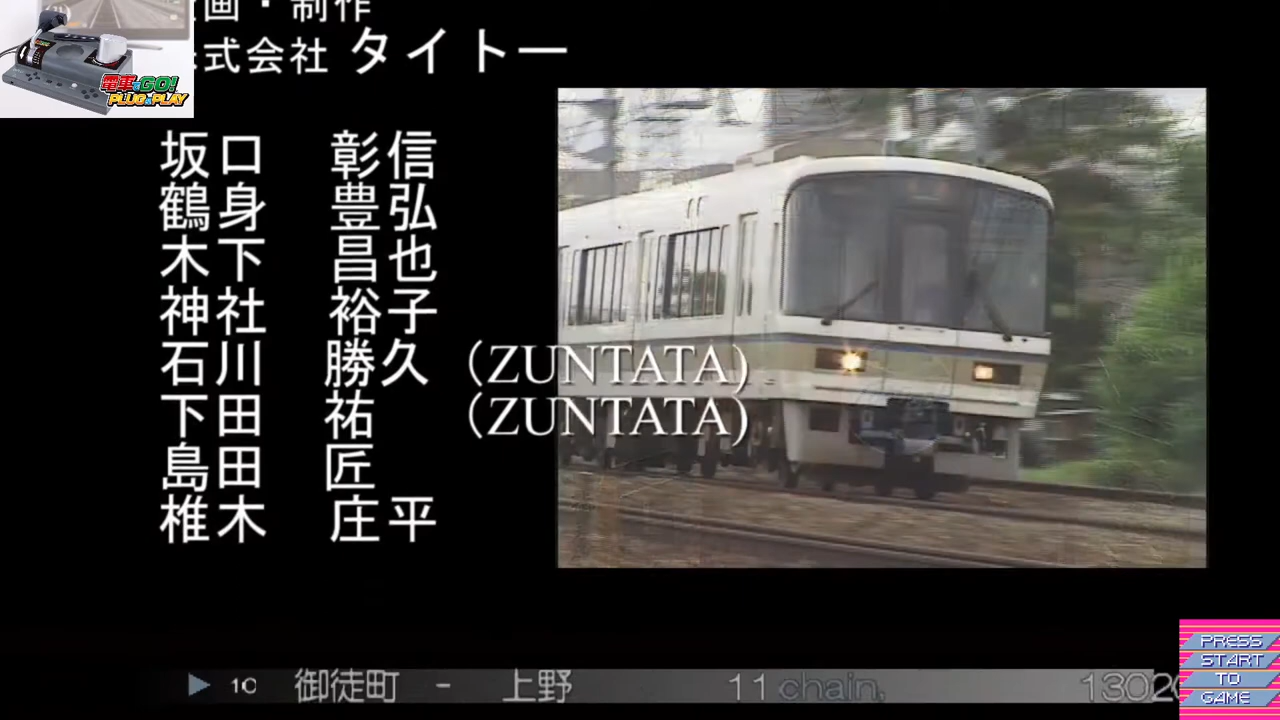 画・制作
式会社 タイトー
電車でGO!
PLUG&PLAY
坂口 彰信
鶴身 豊弘
木下 昌也
神社 裕子
石川 勝久 (ZUNTATA)
下田 祐 (ZUNTATA)
島田 匠
椎木 庄平
10 御徒町 - 上野 11 chain,
PRESS
START
TO
GAME